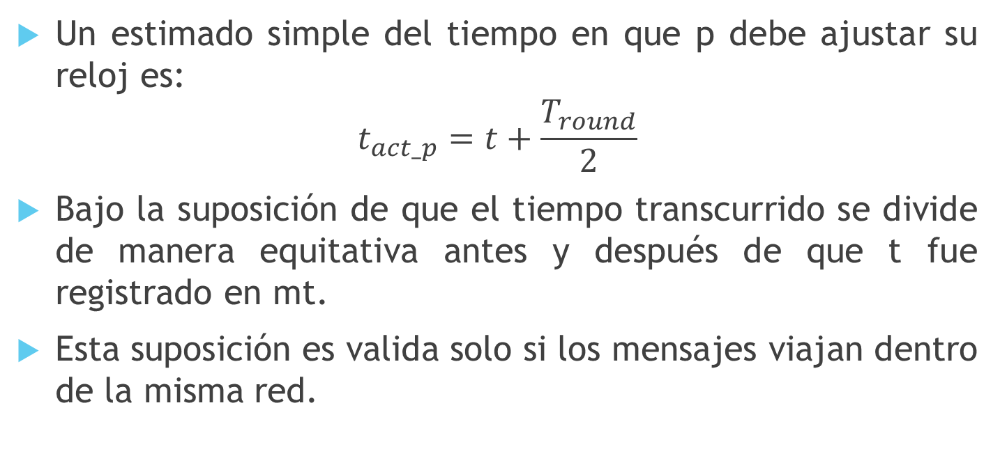 Un estimado simple del tiempo en que p debe ajustar su
reloj es:
t_{act\_p} = t + \frac{T_{round}}{2}
Bajo la suposición de que el tiempo transcurrido se divide
de manera equitativa antes y después de que t fue
registrado en mt.
Esta suposición es valida solo si los mensajes viajan dentro
de la misma red.